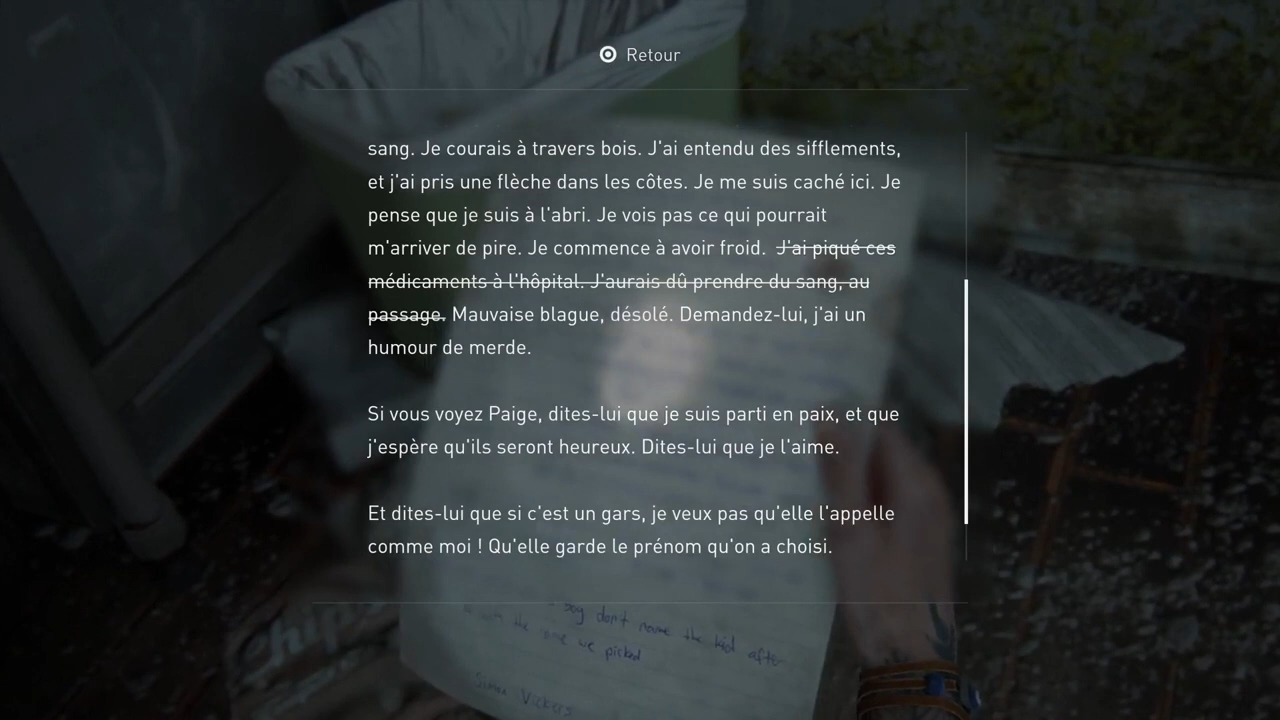 Retour
sang. Je courais à travers bois. J'ai entendu des sifflements,
et j'ai pris une flèche dans les côtes. Je me suis caché ici. Je
pense que je suis à l'abri. Je vois pas ce qui pourrait
m'arriver de pire. Je commence à avoir froid. J'ai piqué ces
médicaments à l'hôpital. J'aurais dû prendre du sang, au
passage. Mauvaise blague, désolé. Demandez-lui, j'ai un
humour de merde.
Si vous voyez Paige, dites-lui que je suis parti en paix, et que
j'espère qu'ils seront heureux. Dites-lui que je l'aime.
Et dites-lui que si c'est un gars, je veux pas qu'elle l'appelle
comme moi ! Qu'elle garde le prénom qu'on a choisi.
boy don't name the kid after
the one we picked
Vickers